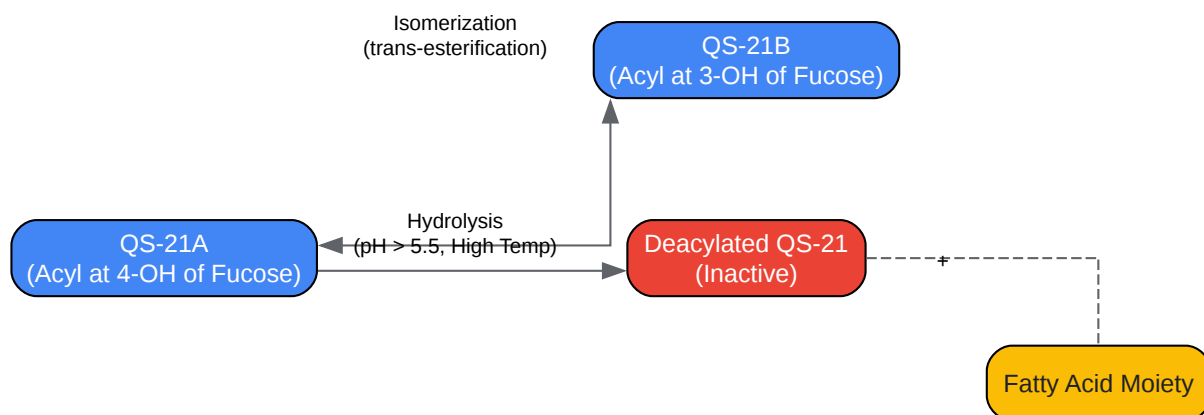 Isomerization
(trans-esterification)
QS-21B
(Acyl at 3-OH of Fucose)
QS-21A
(Acyl at 4-OH of Fucose)
Hydrolysis
(pH > 5.5, High Temp)
Deacylated QS-21
(Inactive)
+
Fatty Acid Moiety